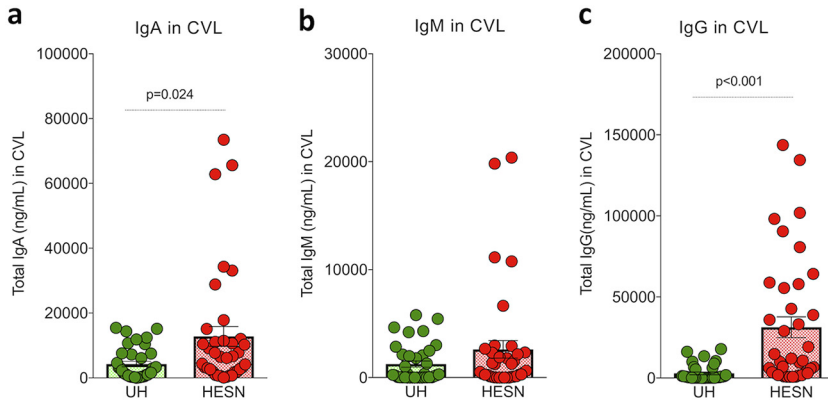 a
IgA in CVL
Total IgA (ng/mL) in CVL
100000
80000
60000
40000
20000
0
p=0.024
UH
HESN
b
IgM in CVL
Total IgM (ng/mL) in CVL
30000
20000
10000
0
UH
HESN
c
IgG in CVL
Total IgG(ng/mL) in CVL
200000
150000
100000
50000
0
p<0.001
UH
HESN